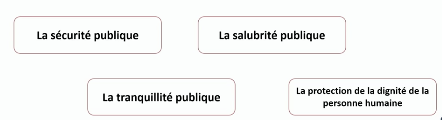 La sécurité publique
La salubrité publique
La tranquillité publique
La protection de la dignité de la
personne humaine